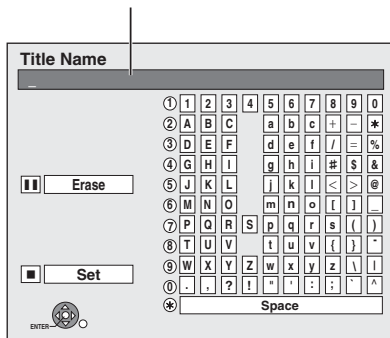 Title Name
_
① 1 2 3 4 5 6 7 8 9 0
② A B C a b c + − *
③ D E F d e f / = %
④ G H I g h i # $ &
⑤ J K L j k l < > @
⑥ M N O m n o [ ] _
⑦ P Q R S p q r s ( )
⑧ T U V t u v { } ¯
⑨ W X Y Z w x y z \ |
⓪ . , ? ! " ' : ; ` ^
✱ Space
Erase
Set
ENTER